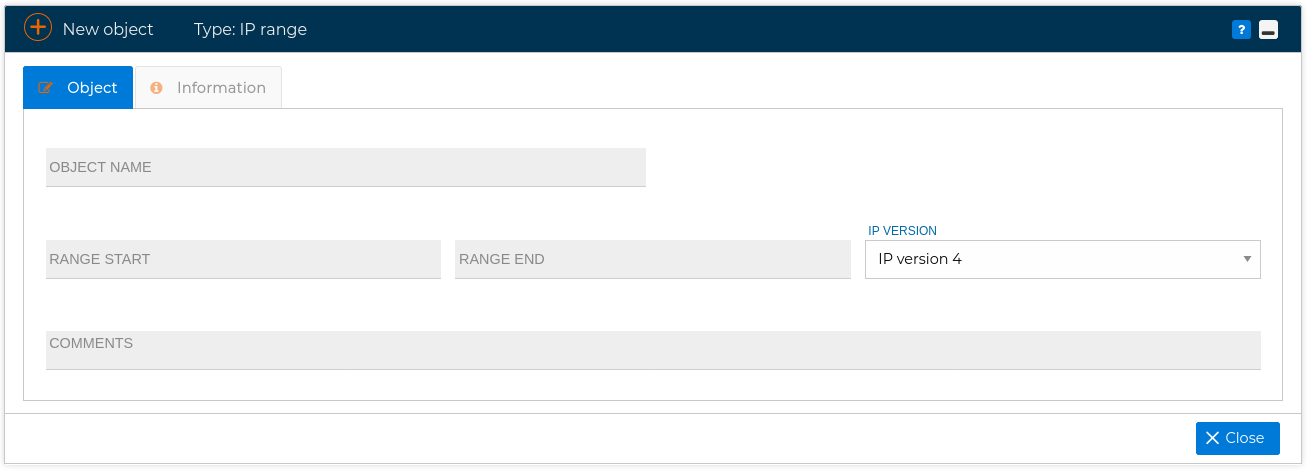 New object Type: IP range ?
Object Information
OBJECT NAME
IP VERSION
RANGE START RANGE END IP version 4
COMMENTS
Close